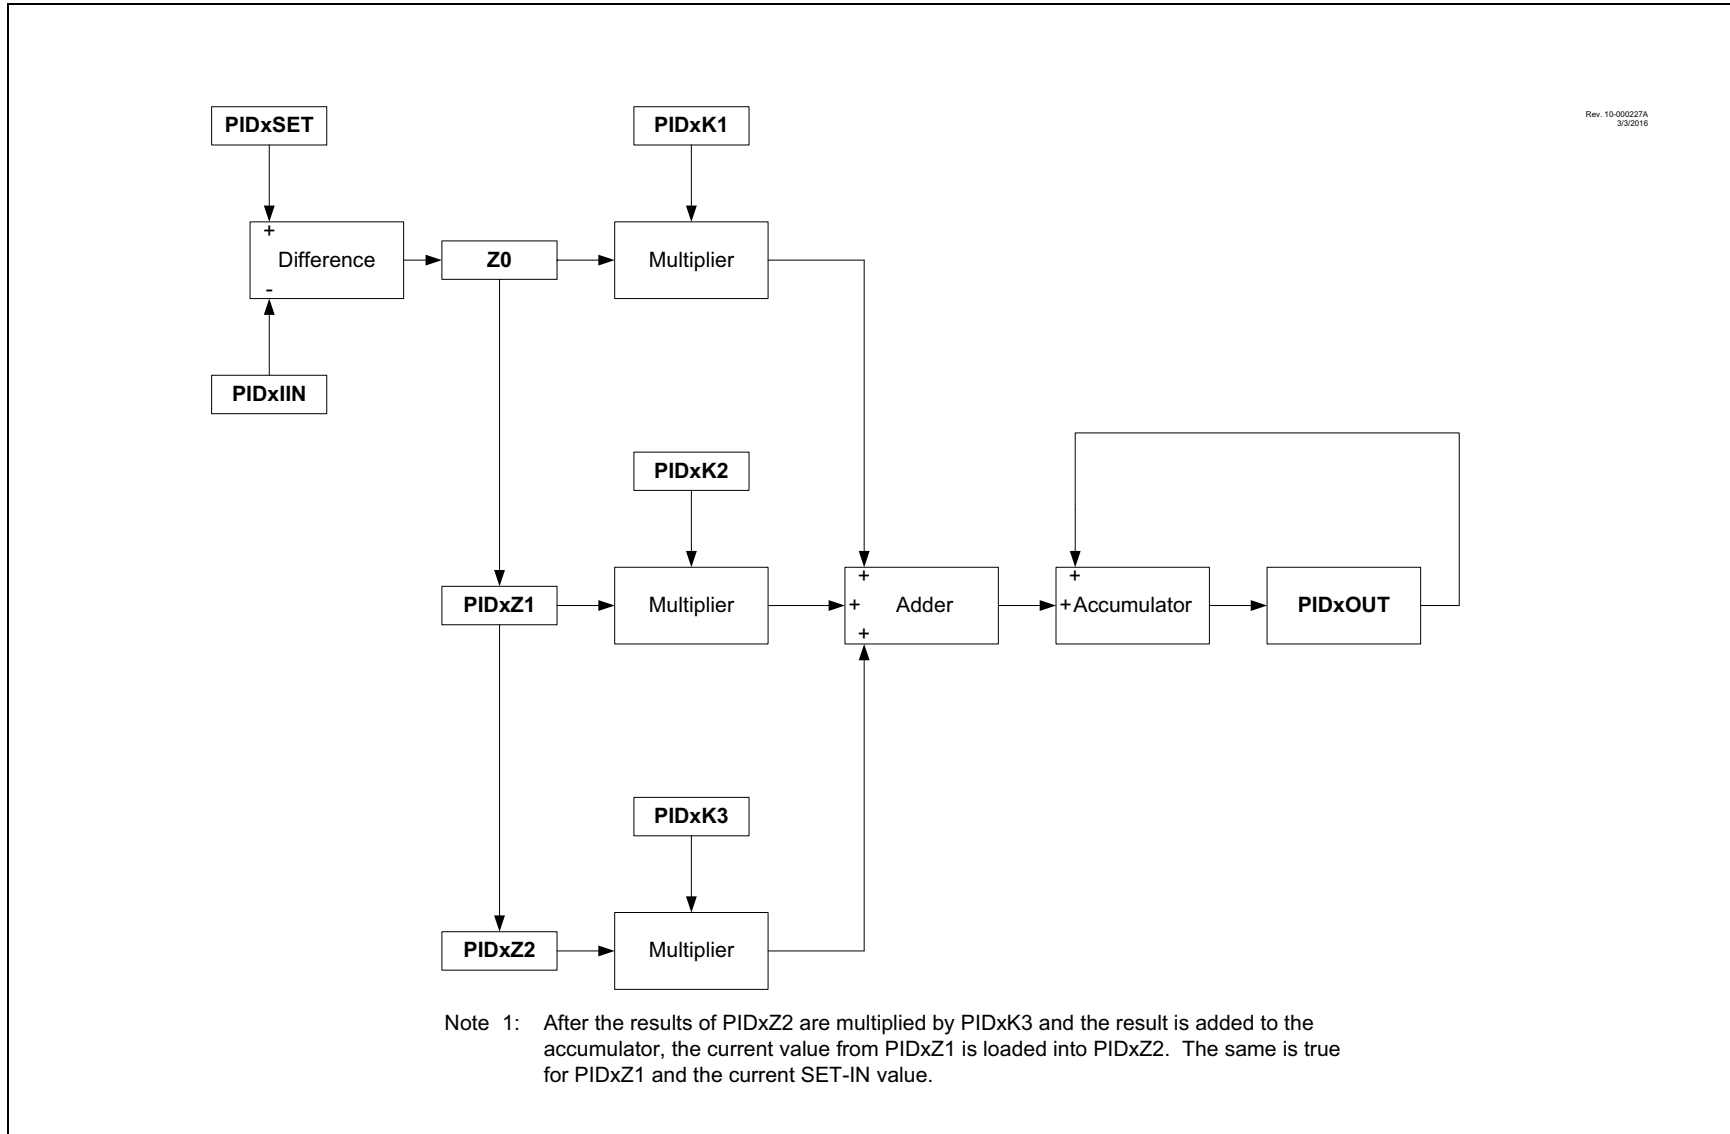 PIDxSET
PIDxK1
Rev. 10-000227A
3/3/2016
+
Difference
-
Z0
Multiplier
PIDxIIN
PIDxK2
PIDxZ1
Multiplier
+
+
+
Adder
+
+
Accumulator
PIDxOUT
PIDxK3
PIDxZ2
Multiplier
Note 1: After the results of PIDxZ2 are multiplied by PIDxK3 and the result is added to the
accumulator, the current value from PIDxZ1 is loaded into PIDxZ2. The same is true
for PIDxZ1 and the current SET-IN value.